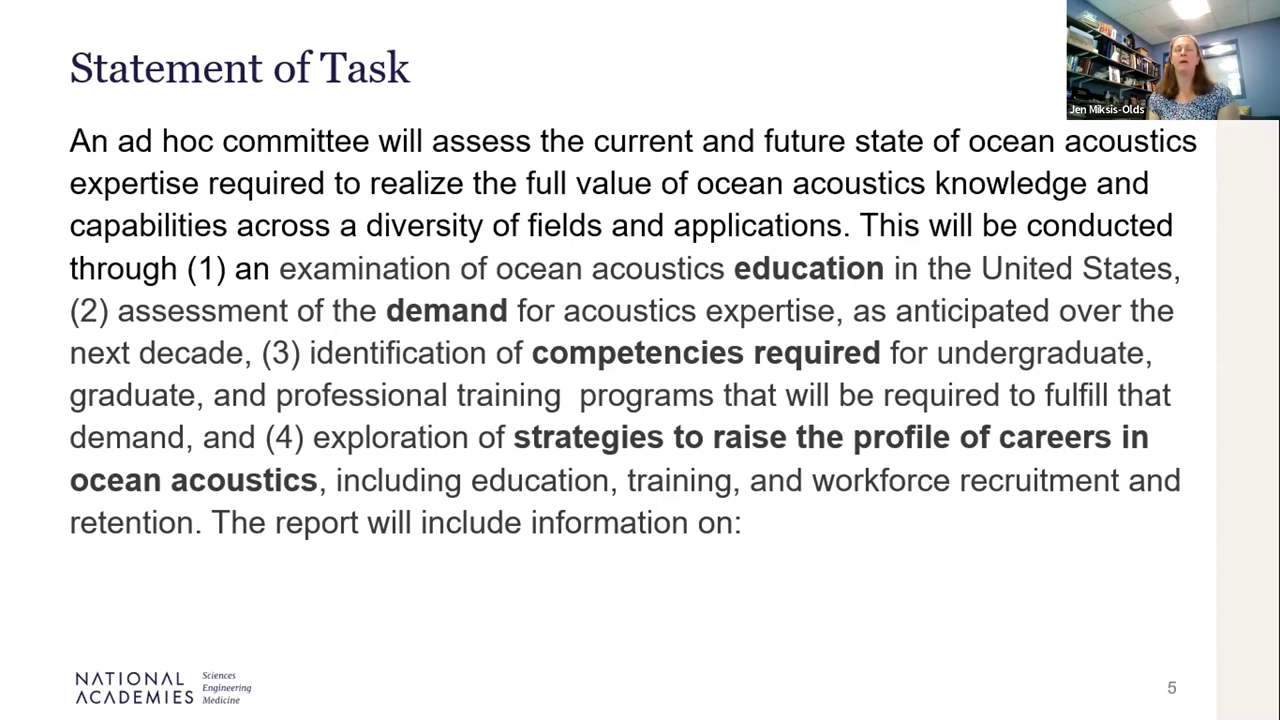 Statement of Task
Jen Miksis-Olds
An ad hoc committee will assess the current and future state of ocean acoustics
expertise required to realize the full value of ocean acoustics knowledge and
capabilities across a diversity of fields and applications. This will be conducted
through (1) an examination of ocean acoustics education in the United States,
(2) assessment of the demand for acoustics expertise, as anticipated over the
next decade, (3) identification of competencies required for undergraduate,
graduate, and professional training  programs that will be required to fulfill that
demand, and (4) exploration of strategies to raise the profile of careers in
ocean acoustics, including education, training, and workforce recruitment and
retention. The report will include information on:
NATIONAL
ACADEMIES
Sciences
Engineering
Medicine
5